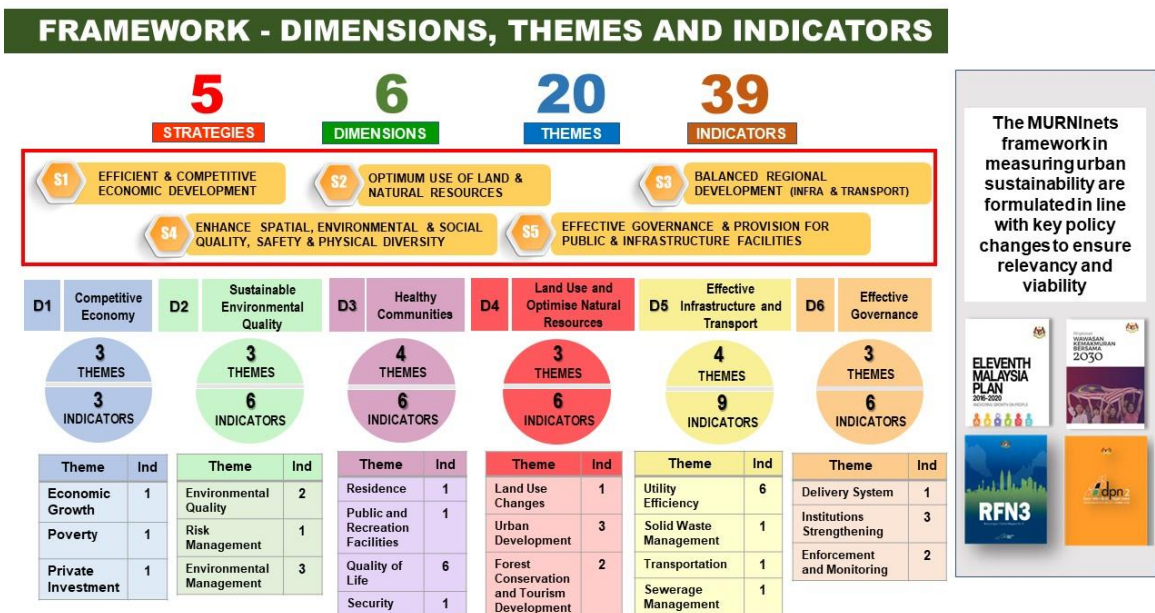 FRAMEWORK - DIMENSIONS, THEMES AND INDICATORS
5
STRATEGIES
6
DIMENSIONS
20
THEMES
39
INDICATORS
S1
EFFICIENT & COMPETITIVE
ECONOMIC DEVELOPMENT
S2
OPTIMUM USE OF LAND &
NATURAL RESOURCES
S3
BALANCED REGIONAL
DEVELOPMENT (INFRA & TRANSPORT)
S4
ENHANCE SPATIAL, ENVIRONMENTAL & SOCIAL
QUALITY, SAFETY & PHYSICAL DIVERSITY
S5
EFFECTIVE GOVERNANCE & PROVISION FOR
PUBLIC & INFRASTRUCTURE FACILITIES
D1
Competitive
Economy
D2
Sustainable
Environmental
Quality
D3
Healthy
Communities
D4
Land Use and
Optimise Natural
Resources
D5
Effective
Infrastructure and
Transport
D6
Effective
Governance
3
THEMES
3
INDICATORS
3
THEMES
6
INDICATORS
4
THEMES
6
INDICATORS
3
THEMES
6
INDICATORS
4
THEMES
9
INDICATORS
3
THEMES
6
INDICATORS
Theme Ind
Economic
Growth 1
Poverty 1
Private
Investment 1
Theme Ind
Environmental
Quality 2
Risk
Management 1
Environmental
Management 3
Theme Ind
Residence 1
Public and
Recreation
Facilities 1
Quality of
Life 6
Security 1
Theme Ind
Land Use
Changes 1
Urban
Development 3
Forest
Conservation
and Tourism
Development 2
Theme Ind
Utility
Efficiency 6
Solid Waste
Management 1
Transportation 1
Sewerage
Management 1
Theme Ind
Delivery System 1
Institutions
Strengthening 3
Enforcement
and Monitoring 2
The MURNInets
framework in
measuring urban
sustainability are
formulated in line
with key policy
changes to ensure
relevancy and
viability
ELEVENTH
MALAYSIA
PLAN
2016-2020
WAWASAN
KEMAKMURAN
BERSAMA
2030
RFN3
dpn2